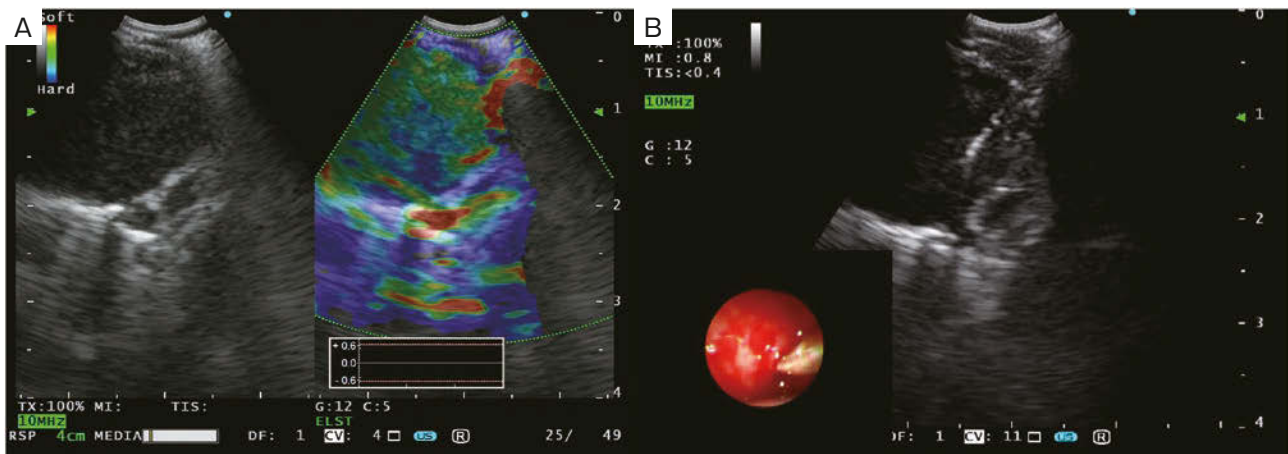 A
Soft
Hard
0
1
2
3
4
+ 0.6
0.0
- 0.6
TX:100% MI: TIS:
10MHz
RSP 4cm MEDIA
G:12 C:5
ELST
DF: 1 CV: 4 US R 25/ 49
B
TX :100%
MI :0.8
TIS:<0.4
10MHz
G :12
C : 5
0
1
2
3
4
DF: 1 CV: 11 US R